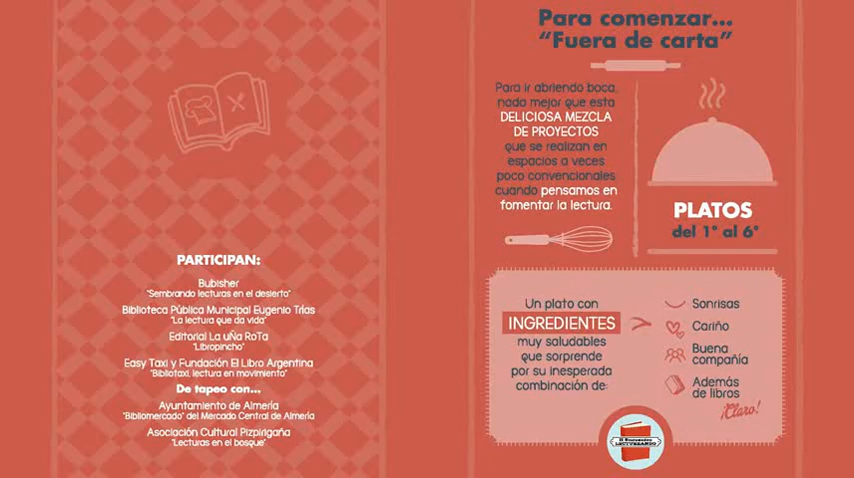 PARTICIPAN:
Bubisher
"Sembrando lecturas en el desierto"
Biblioteca Pública Municipal Eugenio Trías
"La lectura que da vida"
Editorial La uÑa RoTa
"Libropincho"
Easy Taxi y Fundación El Libro Argentina
"Bibliotaxi, lectura en movimiento"
De tapeo con...
Ayuntamiento de Almería
"Bibliomercado" del Mercado Central de Almería
Asociación Cultural Pizpirigaña
"Lecturas en el bosque"
Para comenzar...
"Fuera de carta"
Para ir abriendo boca,
nada mejor que esta
DELICIOSA MEZCLA
DE PROYECTOS
que se realizan en
espacios a veces
poco convencionales
cuando pensamos en
fomentar la lectura.
PLATOS
del 1° al 6°
Un plato con
INGREDIENTES
muy saludables
que sorprende
por su inesperada
combinación de:
Sonrisas
Cariño
Buena
compañía
Además
de libros
¡Claro!
LECTUREANDO